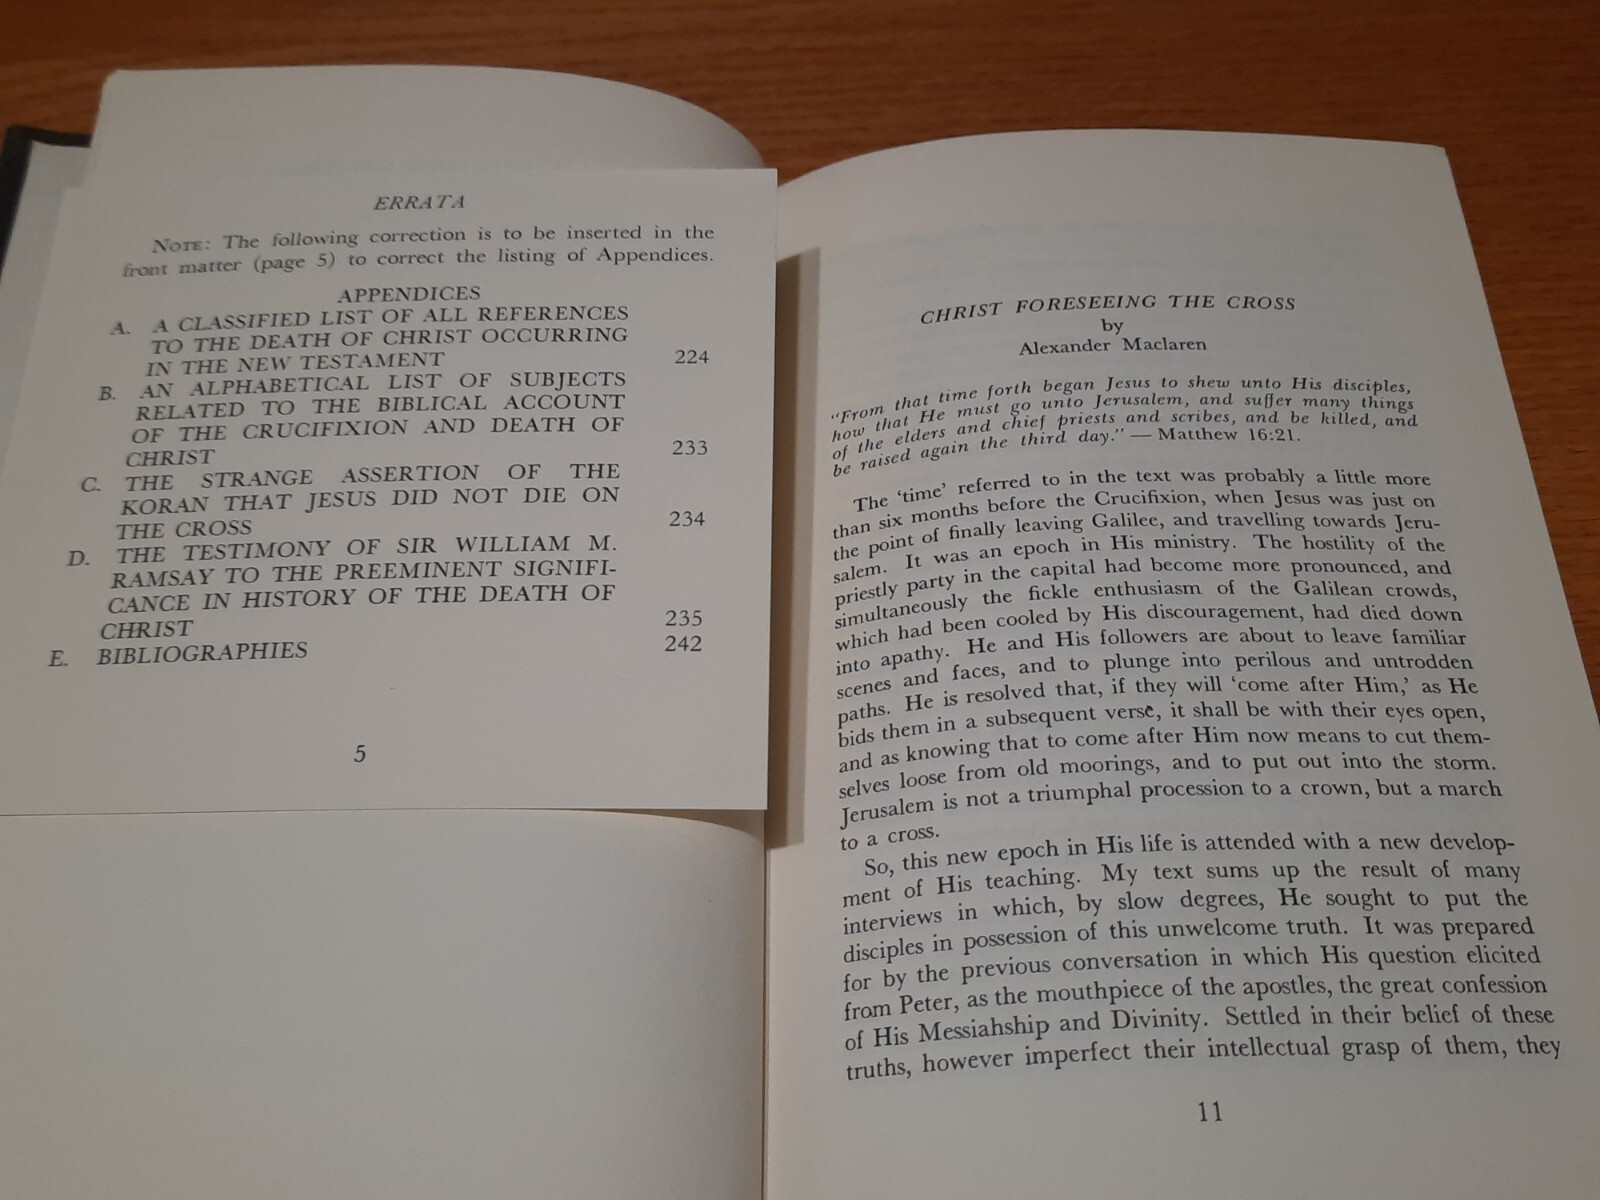 ERRATA
NOTE: The following correction is to be inserted in the
front matter (page 5) to correct the listing of Appendices.
APPENDICES
A. A CLASSIFIED LIST OF ALL REFERENCES
TO THE DEATH OF CHRIST OCCURRING
IN THE NEW TESTAMENT 224
B. AN ALPHABETICAL LIST OF SUBJECTS
RELATED TO THE BIBLICAL ACCOUNT
OF THE CRUCIFIXION AND DEATH OF
CHRIST 233
C. THE STRANGE ASSERTION OF THE
KORAN THAT JESUS DID NOT DIE ON
THE CROSS 234
D. THE TESTIMONY OF SIR WILLIAM M.
RAMSAY TO THE PREEMINENT SIGNIFI-
CANCE IN HISTORY OF THE DEATH OF
CHRIST 235
E. BIBLIOGRAPHIES 242
5
CHRIST FORESEEING THE CROSS
by
Alexander Maclaren
"From that time forth began Jesus to shew unto His disciples,
how that He must go unto Jerusalem, and suffer many things
of the elders and chief priests and scribes, and be killed, and
be raised again the third day." — Matthew 16:21.
The 'time' referred to in the text was probably a little more
than six months before the Crucifixion, when Jesus was just on
the point of finally leaving Galilee, and travelling towards Jeru-
salem. It was an epoch in His ministry. The hostility of the
priestly party in the capital had become more pronounced, and
simultaneously the fickle enthusiasm of the Galilean crowds,
which had been cooled by His discouragement, had died down
into apathy. He and His followers are about to leave familiar
scenes and faces, and to plunge into perilous and untrodden
paths. He is resolved that, if they will 'come after Him,' as He
bids them in a subsequent verse, it shall be with their eyes open,
and as knowing that to come after Him now means to cut them-
selves loose from old moorings, and to put out into the storm.
Jerusalem is not a triumphal procession to a crown, but a march
to a cross.
So, this new epoch in His life is attended with a new develop-
ment of His teaching. My text sums up the result of many
interviews in which, by slow degrees, He sought to put the
disciples in possession of this unwelcome truth. It was prepared
for by the previous conversation in which His question elicited
from Peter, as the mouthpiece of the apostles, the great confession
of His Messiahship and Divinity. Settled in their belief of these
truths, however imperfect their intellectual grasp of them, they
11